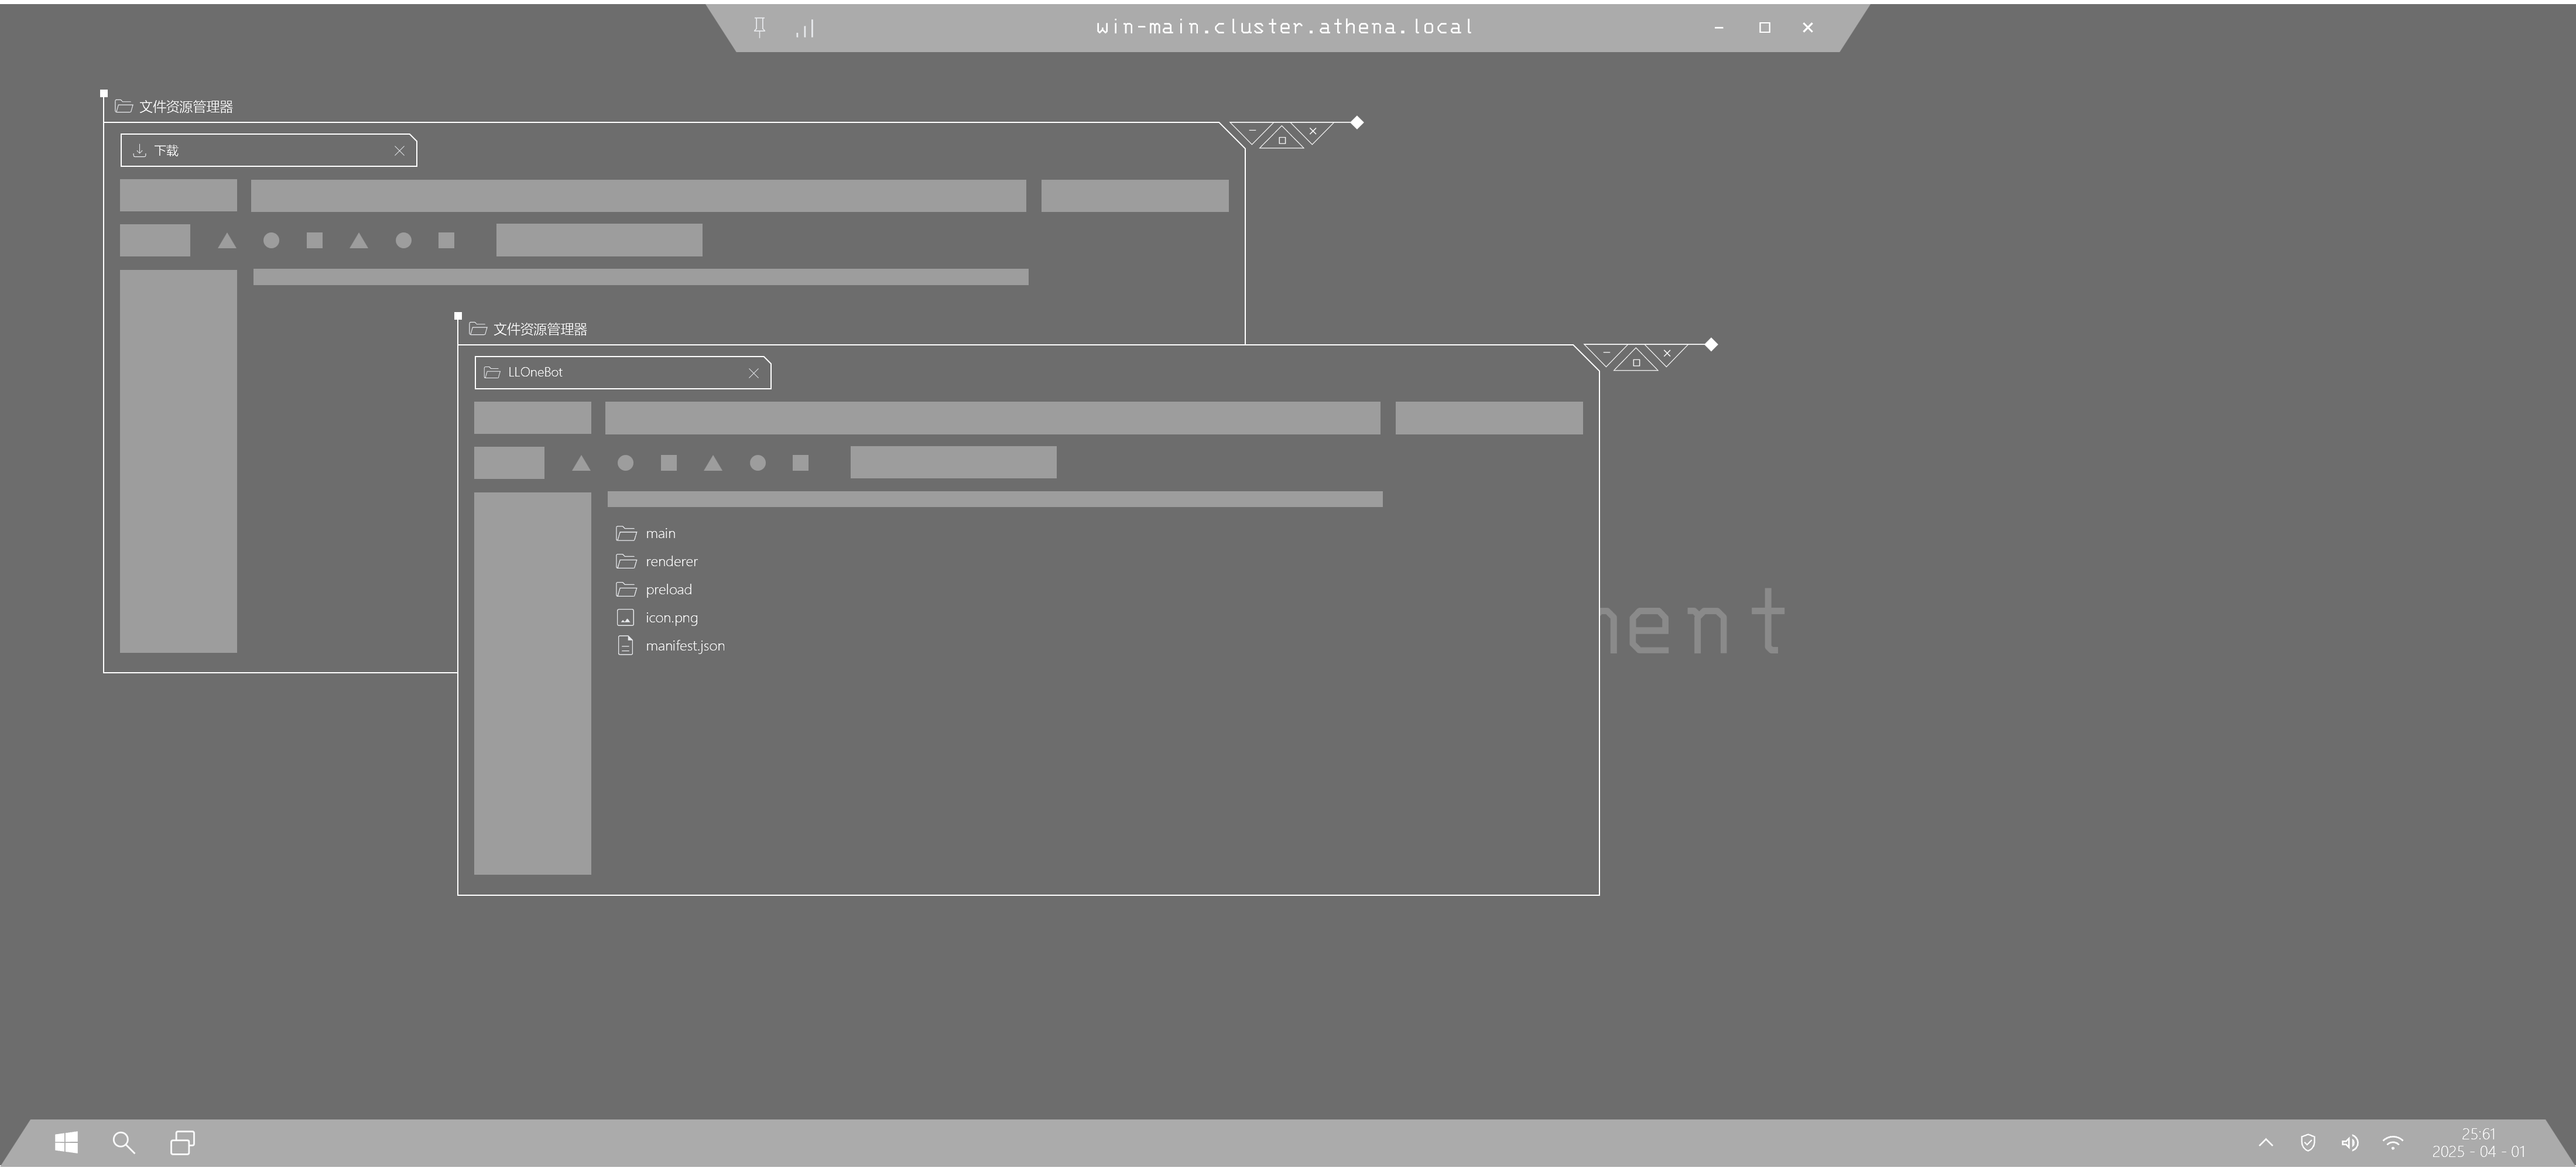 win-main.cluster.athena.local
文件资源管理器
下载
文件资源管理器
LLOneBot
main
renderer
preload
icon.png
manifest.json
25:61
2025 - 04 - 01